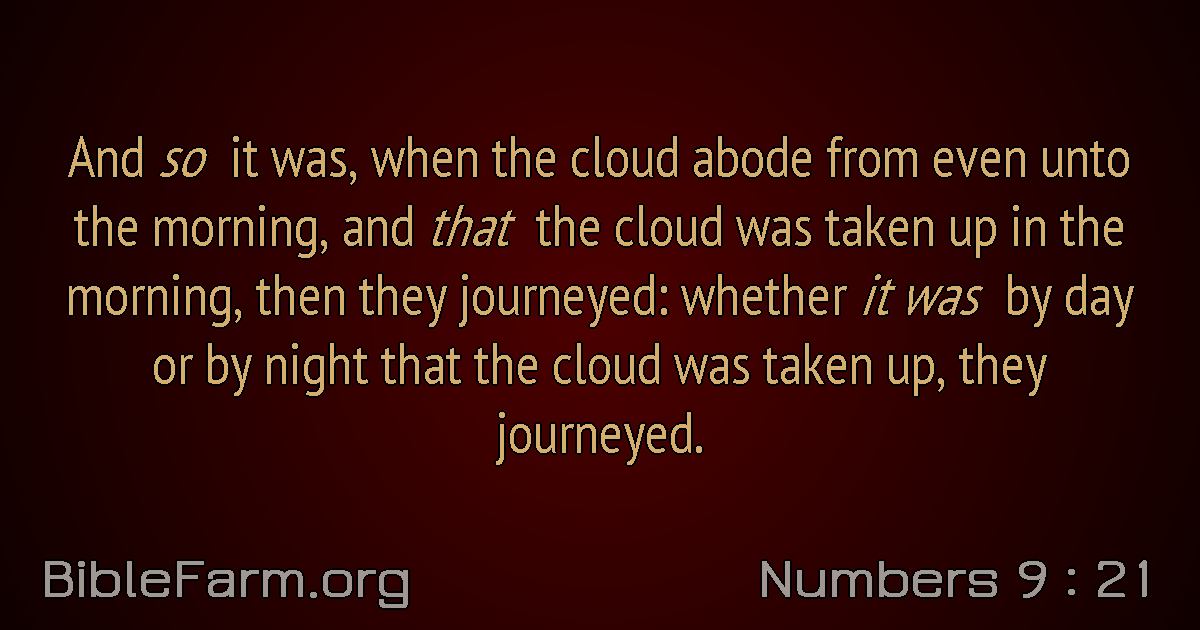 And so it was, when the cloud abode from even unto
the morning, and that the cloud was taken up in the
morning, then they journeyed: whether it was by day
or by night that the cloud was taken up, they
journeyed.
BibleFarm.org
Numbers 9 : 21